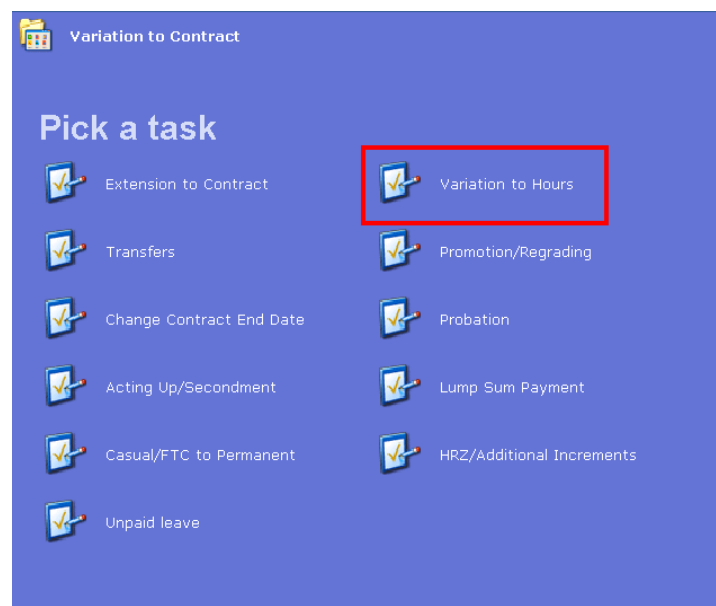 Variation to Contract
Pick a task
Extension to Contract
Variation to Hours
Transfers
Promotion/Regrading
Change Contract End Date
Probation
Acting Up/Secondment
Lump Sum Payment
Casual/FTC to Permanent
HRZ/Additional Increments
Unpaid leave